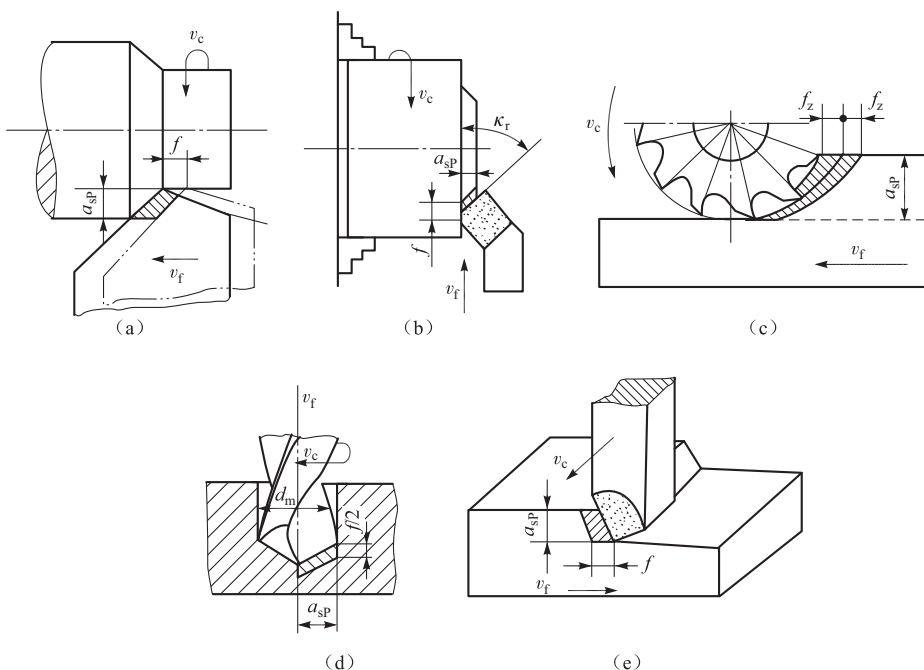 v_c
f
a_sP
v_f
(a)
v_c
κ_r
a_sP
f
v_f
(b)
f_z f_z
v_c
a_sP
v_f
(c)
v_f
v_c
d_m
f/2
a_sP
(d)
v_c
a_sP
f
v_f
(e)